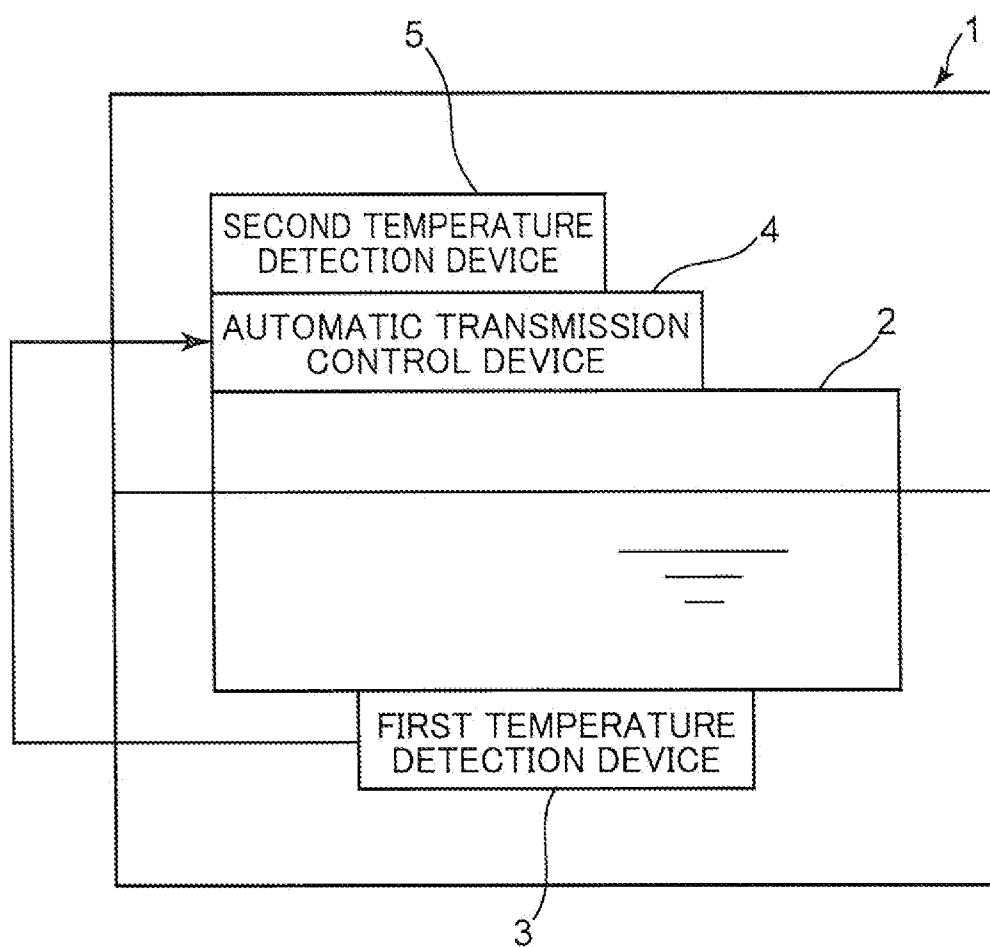 5
1
SECOND TEMPERATURE
DETECTION DEVICE
4
AUTOMATIC TRANSMISSION
CONTROL DEVICE
2
FIRST TEMPERATURE
DETECTION DEVICE
3